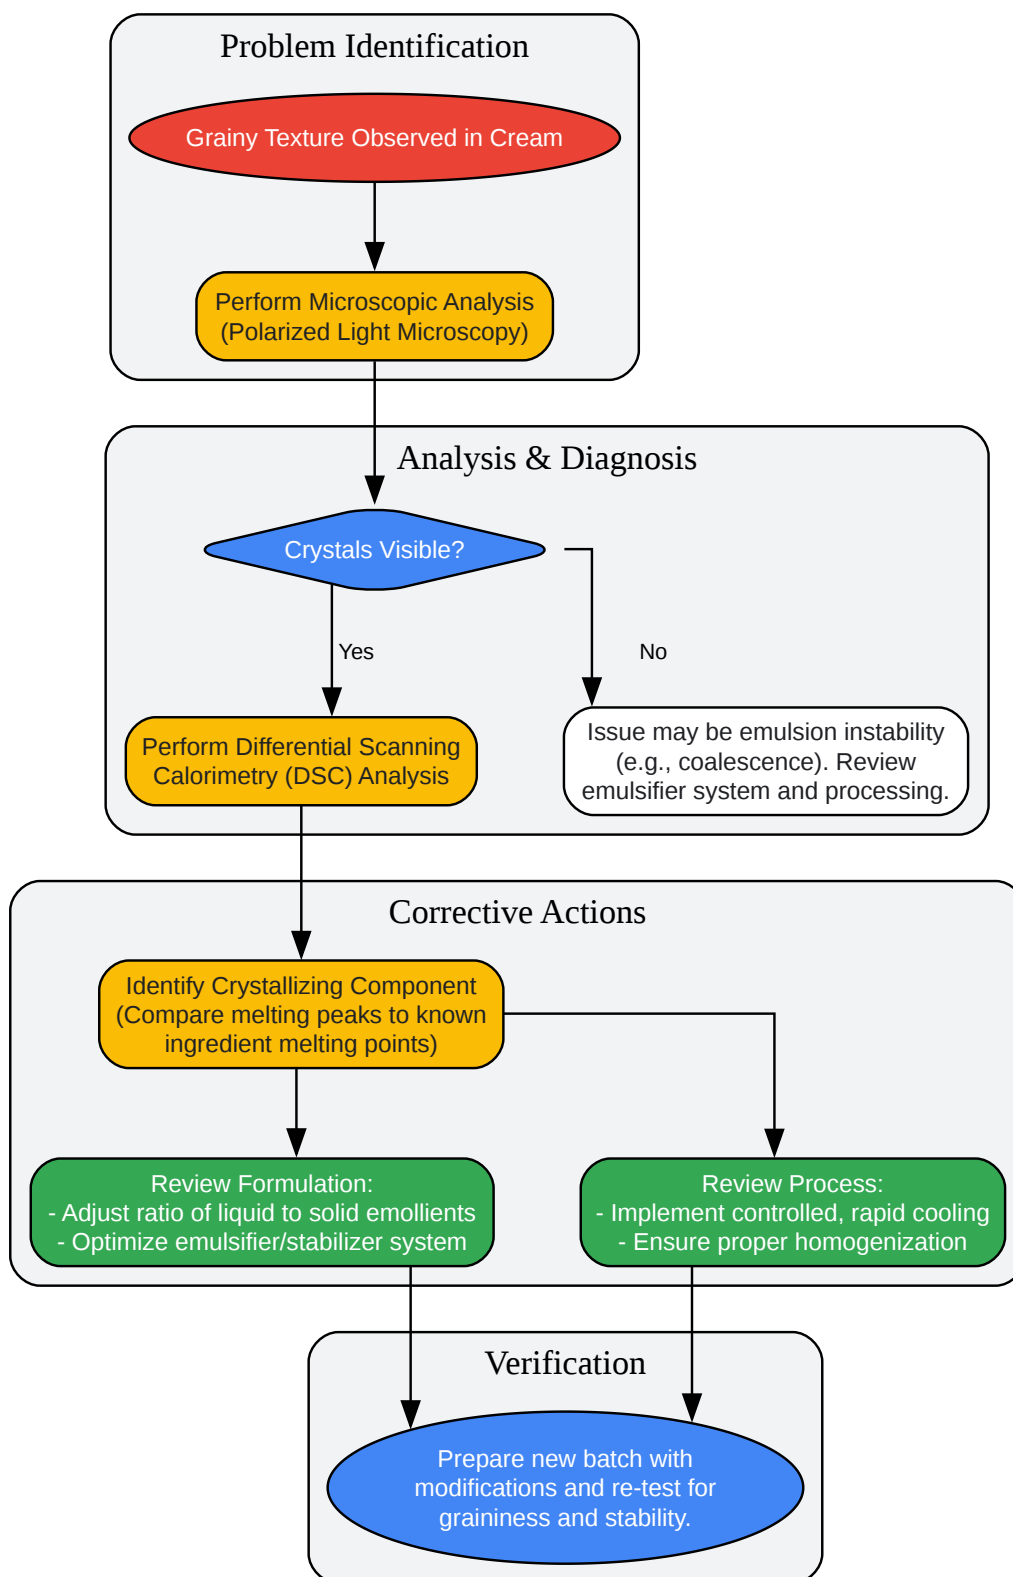 Problem Identification
Grainy Texture Observed in Cream
Perform Microscopic Analysis
(Polarized Light Microscopy)
Analysis & Diagnosis
Crystals Visible?
Yes
No
Perform Differential Scanning
Calorimetry (DSC) Analysis
Issue may be emulsion instability
(e.g., coalescence). Review
emulsifier system and processing.
Corrective Actions
Identify Crystallizing Component
(Compare melting peaks to known
ingredient melting points)
Review Formulation:
- Adjust ratio of liquid to solid emollients
- Optimize emulsifier/stabilizer system
Review Process:
- Implement controlled, rapid cooling
- Ensure proper homogenization
Verification
Prepare new batch with
modifications and re-test for
graininess and stability.